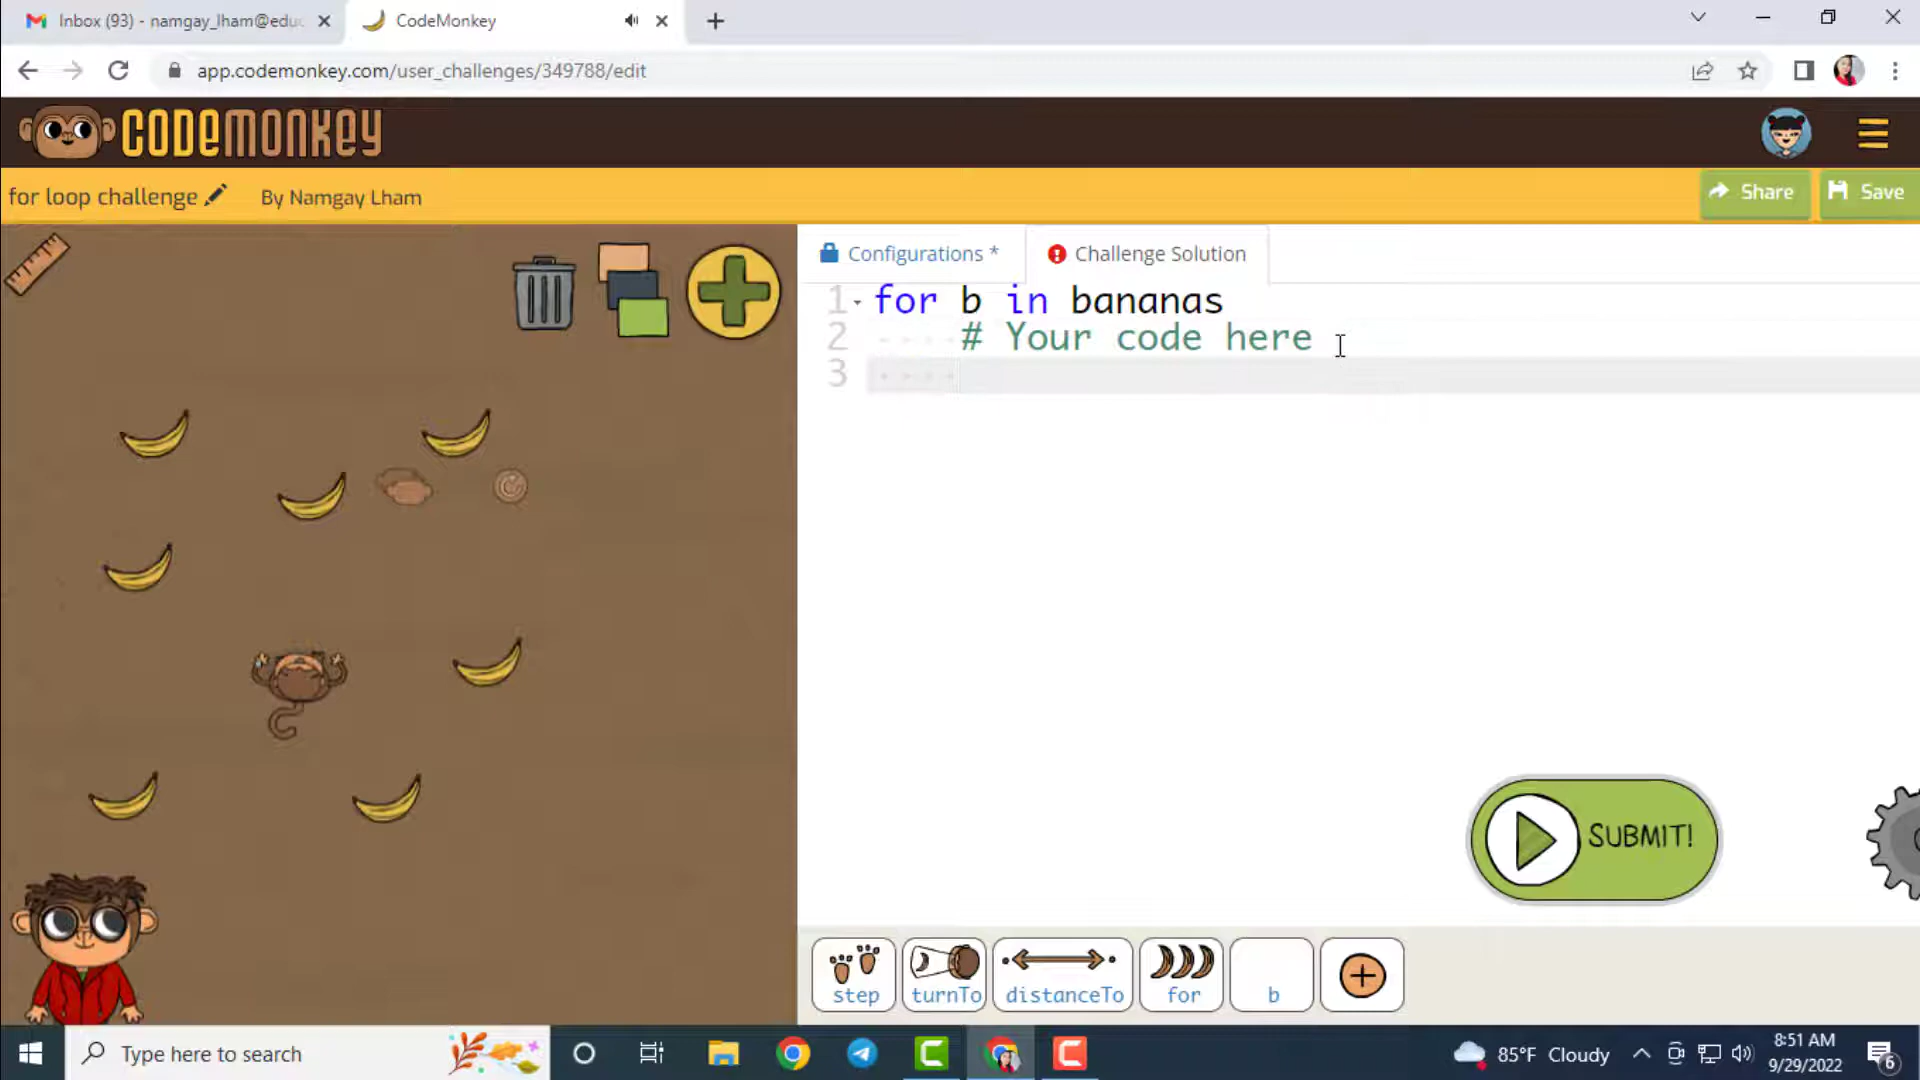 Inbox (93) - namgay_lham@educ
CodeMonkey
app.codemonkey.com/user_challenges/349788/edit
CODEMONKEY
for loop challenge
By Namgay Lham
Share
Save
Configurations *
Challenge Solution
1 for b in bananas
2 # Your code here
3
SUBMIT!
step
turnTo
distanceTo
for
b
Type here to search
85°F Cloudy
8:51 AM
9/29/2022
6